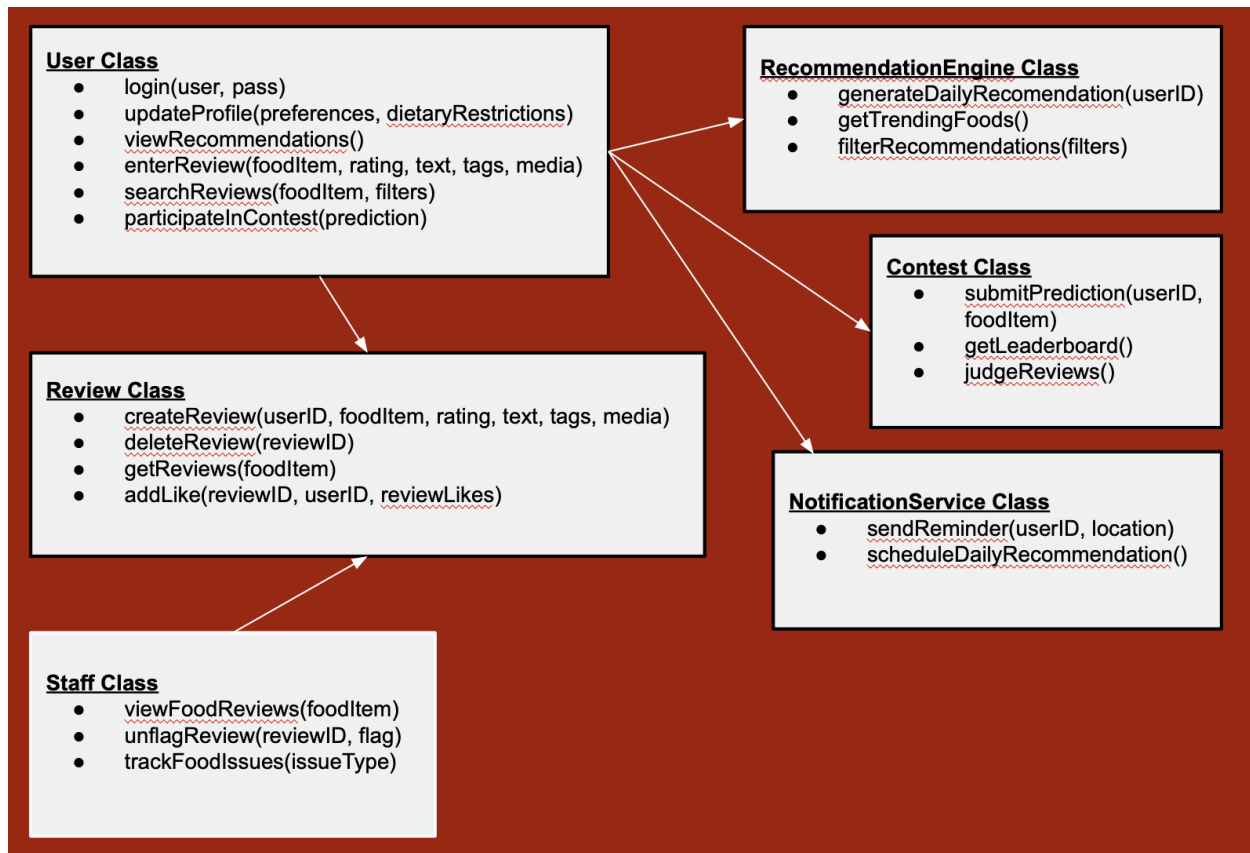 User Class
● login(user, pass)
● updateProfile(preferences, dietaryRestrictions)
● viewRecommendations()
● enterReview(foodItem, rating, text, tags, media)
● searchReviews(foodItem, filters)
● participateInContest(prediction)
RecommendationEngine Class
● generateDailyRecomendation(userID)
● getTrendingFoods()
● filterRecommendations(filters)
Contest Class
● submitPrediction(userID,
foodItem)
● getLeaderboard()
● judgeReviews()
Review Class
● createReview(userID, foodItem, rating, text, tags, media)
● deleteReview(reviewID)
● getReviews(foodItem)
● addLike(reviewID, userID, reviewLikes)
NotificationService Class
● sendReminder(userID, location)
● scheduleDailyRecommendation()
Staff Class
● viewFoodReviews(foodItem)
● unflagReview(reviewID, flag)
● trackFoodIssues(issueType)